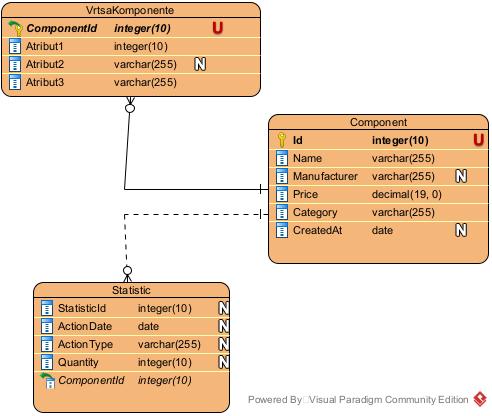 VrtsaKomponente
ComponentId integer(10) U
Atribut1 integer(10)
Atribut2 varchar(255) N
Atribut3 varchar(255)
Component
Id integer(10) U
Name varchar(255)
Manufacturer varchar(255) N
Price decimal(19, 0)
Category varchar(255)
CreatedAt date N
Statistic
StatisticId integer(10) N
ActionDate date N
ActionType varchar(255) N
Quantity integer(10) N
ComponentId integer(10)
Powered By Visual Paradigm Community Edition